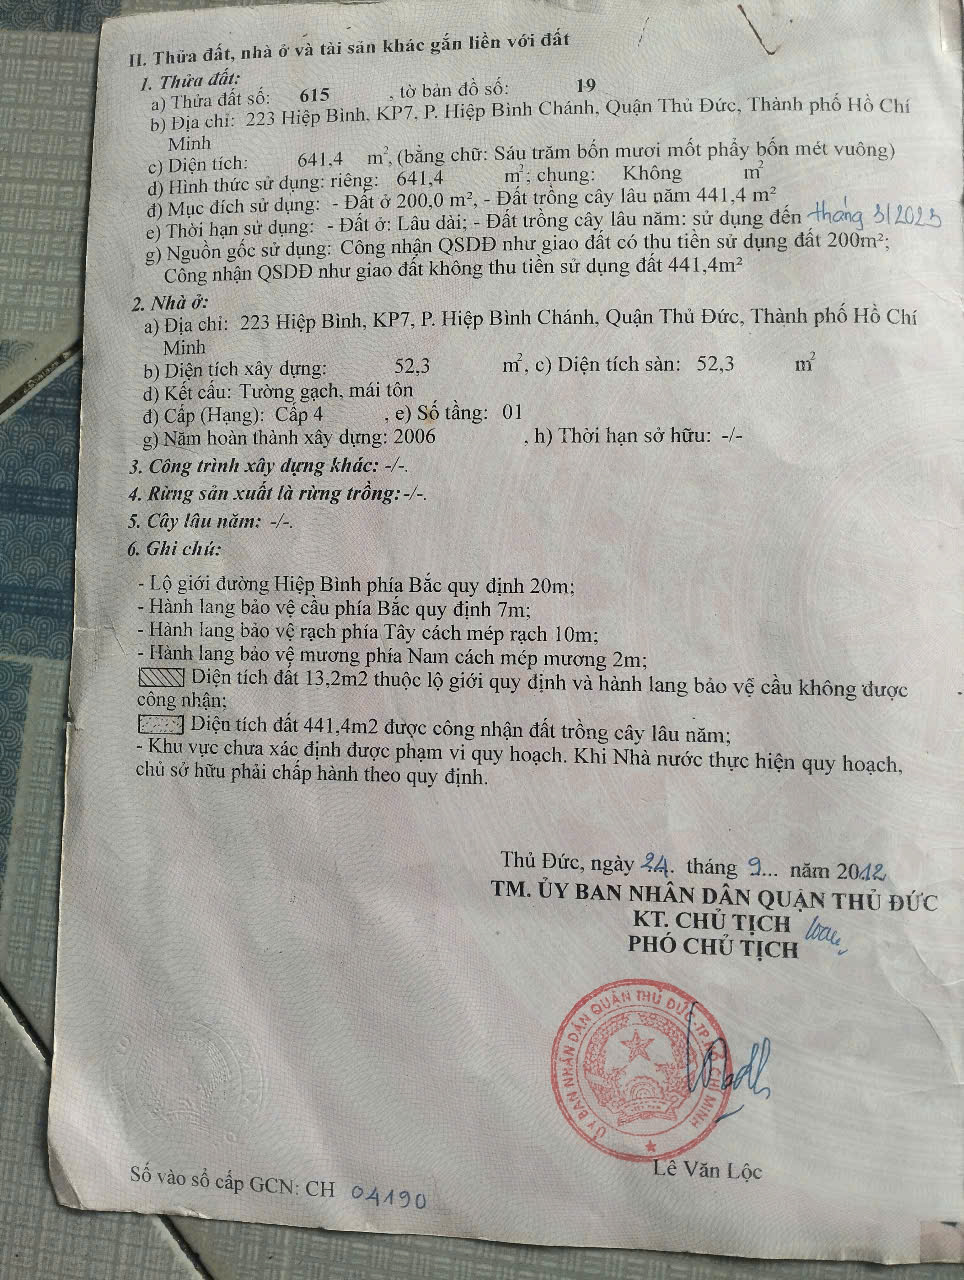 II. Thửa đất, nhà ở và tài sản khác gắn liền với đất
1. Thửa đất:
a) Thửa đất số: 615 , tờ bản đồ số: 19
b) Địa chỉ: 223 Hiệp Bình, KP7, P. Hiệp Bình Chánh, Quận Thủ Đức, Thành phố Hồ Chí
Minh
c) Diện tích: 641,4 m², (bằng chữ: Sáu trăm bốn mươi mốt phẩy bốn mét vuông)
d) Hình thức sử dụng: riêng: 641,4 m²; chung: Không m²
đ) Mục đích sử dụng: - Đất ở 200,0 m², - Đất trồng cây lâu năm 441,4 m²
e) Thời hạn sử dụng: - Đất ở: Lâu dài; - Đất trồng cây lâu năm: sử dụng đến tháng 3/2023
g) Nguồn gốc sử dụng: Công nhận QSDĐ như giao đất có thu tiền sử dụng đất 200m²;
Công nhận QSDĐ như giao đất không thu tiền sử dụng đất 441,4m²
2. Nhà ở:
a) Địa chỉ: 223 Hiệp Bình, KP7, P. Hiệp Bình Chánh, Quận Thủ Đức, Thành phố Hồ Chí
Minh
b) Diện tích xây dựng: 52,3 m², c) Diện tích sàn: 52,3 m²
d) Kết cấu: Tường gạch, mái tôn
đ) Cấp (Hạng): Cấp 4 , e) Số tầng: 01
g) Năm hoàn thành xây dựng: 2006 , h) Thời hạn sở hữu: -/-
3. Công trình xây dựng khác: -/-.
4. Rừng sản xuất là rừng trồng: -/-.
5. Cây lâu năm: -/-.
6. Ghi chú:
- Lộ giới đường Hiệp Bình phía Bắc quy định 20m;
- Hành lang bảo vệ cầu phía Bắc quy định 7m;
- Hành lang bảo vệ rạch phía Tây cách mép rạch 10m;
- Hành lang bảo vệ mương phía Nam cách mép mương 2m;
Diện tích đất 13,2m2 thuộc lộ giới quy định và hành lang bảo vệ cầu không được
công nhận;
Diện tích đất 441,4m2 được công nhận đất trồng cây lâu năm;
- Khu vực chưa xác định được phạm vi quy hoạch. Khi Nhà nước thực hiện quy hoạch,
chủ sở hữu phải chấp hành theo quy định.
Thủ Đức, ngày 24. tháng 9... năm 2012
TM. ỦY BAN NHÂN DÂN QUẬN THỦ ĐỨC
KT. CHỦ TỊCH
PHÓ CHỦ TỊCH
ỦY BAN NHÂN DÂN QUẬN THỦ ĐỨC TP HỒ CHÍ MINH
Lê Văn Lộc
Số vào sổ cấp GCN: CH 04190